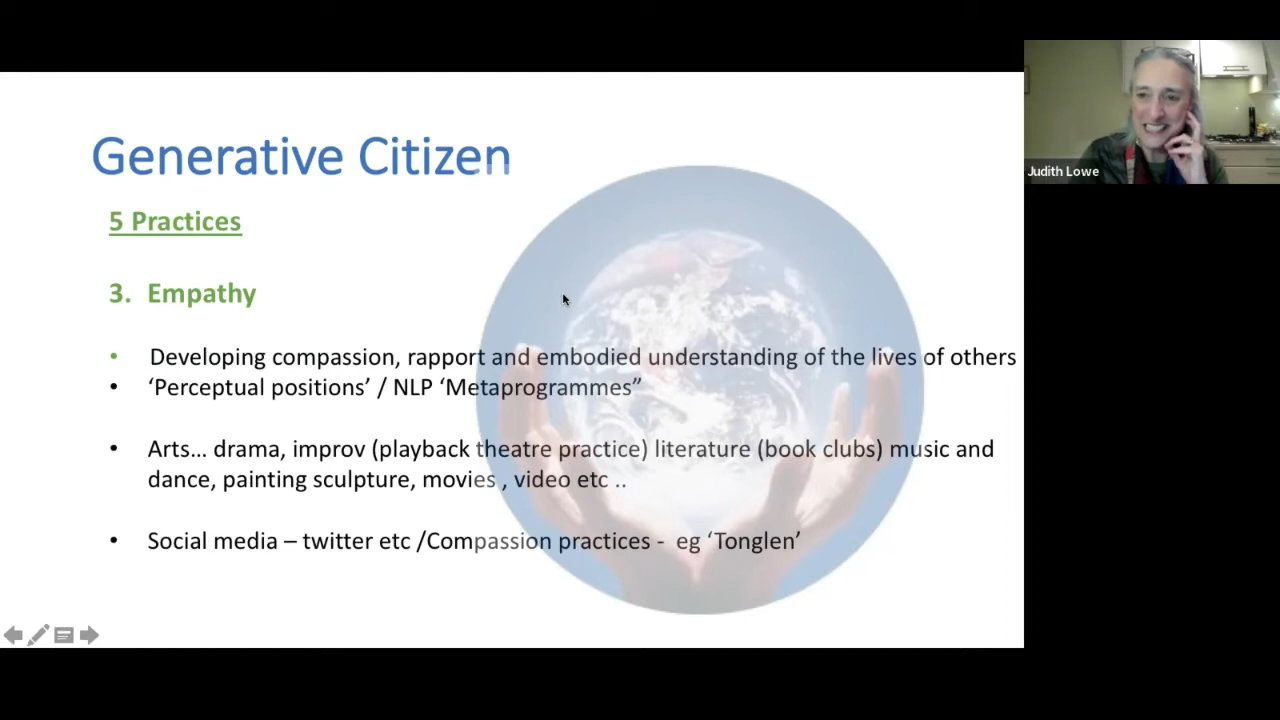 Generative Citizen
5 Practices
3. Empathy
• Developing compassion, rapport and embodied understanding of the lives of others
• ‘Perceptual positions’ / NLP ‘Metaprogrammes”
• Arts... drama, improv (playback theatre practice) literature (book clubs) music and
dance, painting sculpture, movies , video etc ..
• Social media – twitter etc /Compassion practices - eg ‘Tonglen’
Judith Lowe